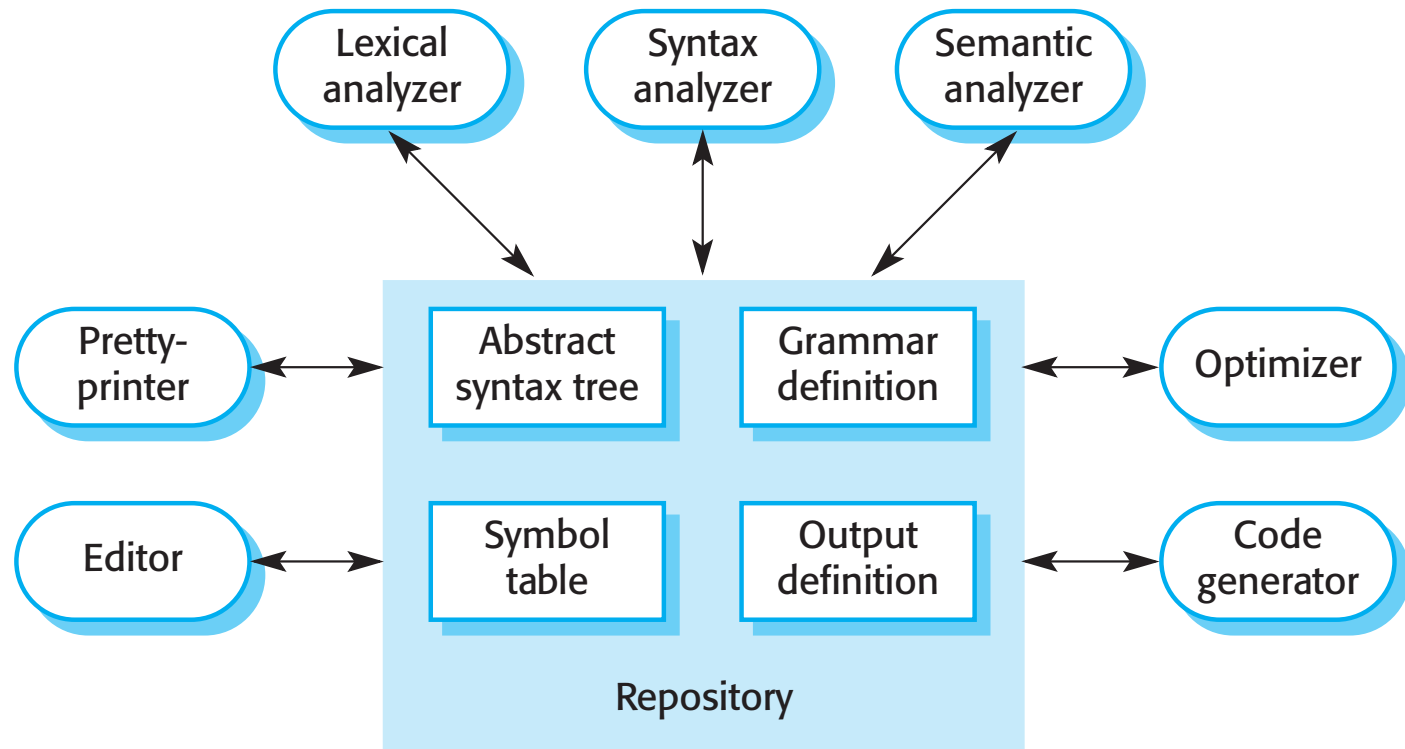 Lexical
analyzer
Syntax
analyzer
Semantic
analyzer
Pretty-
printer
Abstract
syntax tree
Grammar
definition
Optimizer
Editor
Symbol
table
Output
definition
Code
generator
Repository